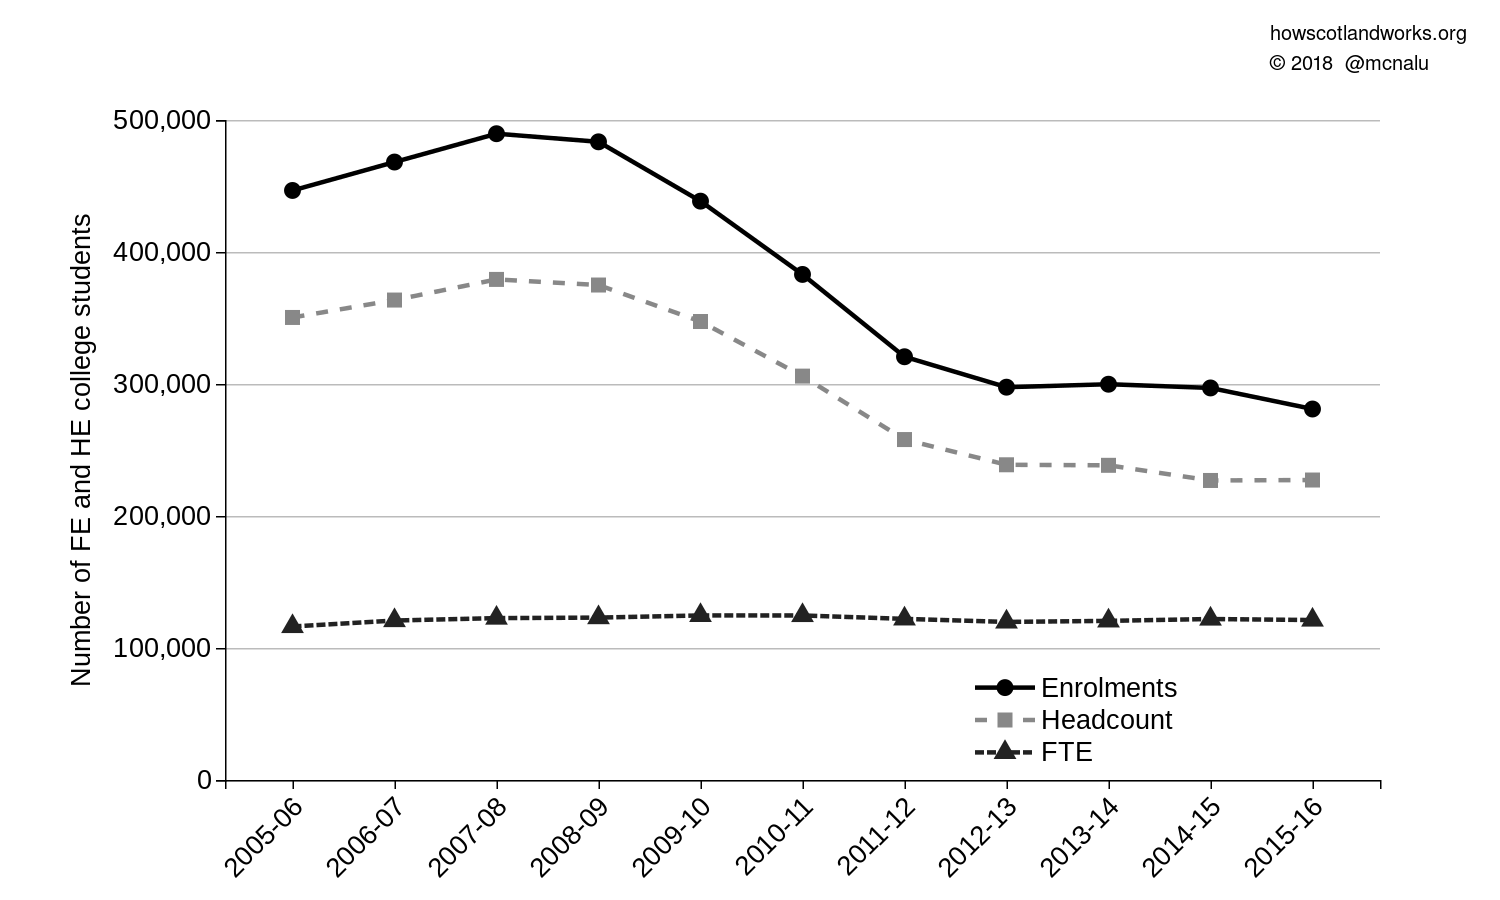 howscotlandworks.org
© 2018 @mcnalu
500,000
400,000
300,000
200,000
100,000
0
Number of FE and HE college students
Enrolments
Headcount
FTE
2005-06
2006-07
2007-08
2008-09
2009-10
2010-11
2011-12
2012-13
2013-14
2014-15
2015-16